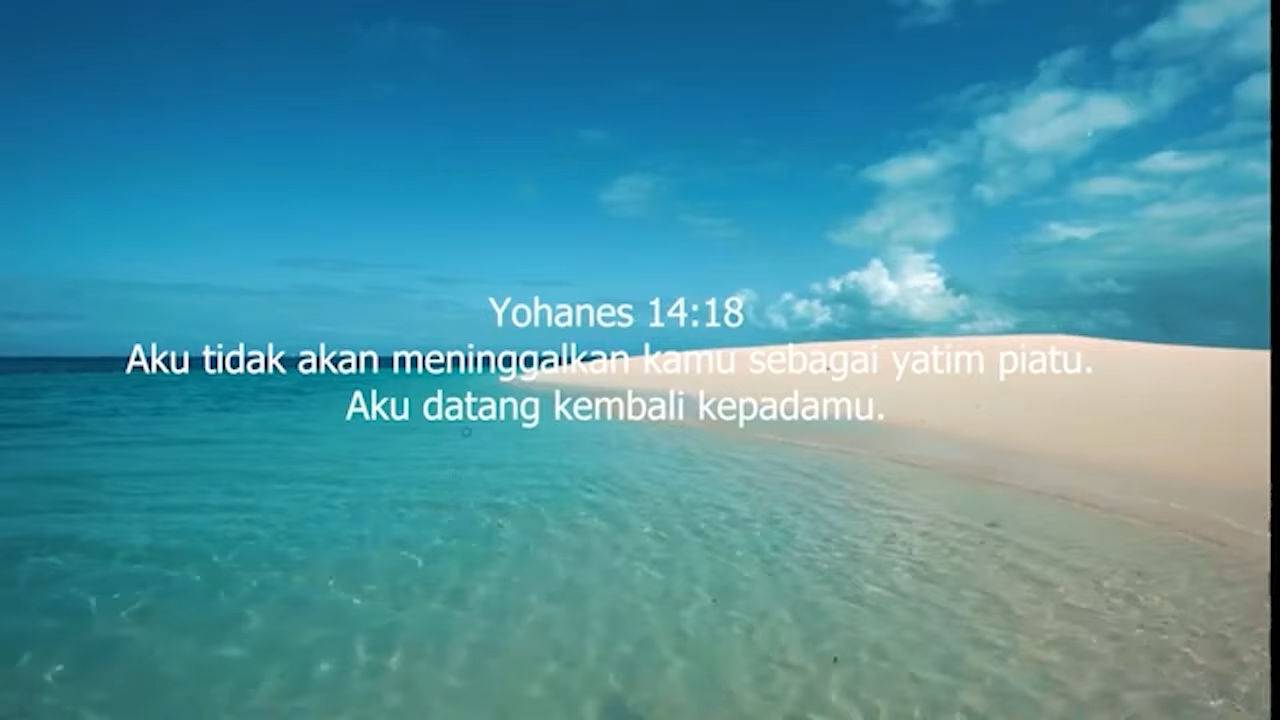 Yohanes 14:18
Aku tidak akan meninggalkan kamu sebagai yatim piatu.
Aku datang kembali kepadamu.